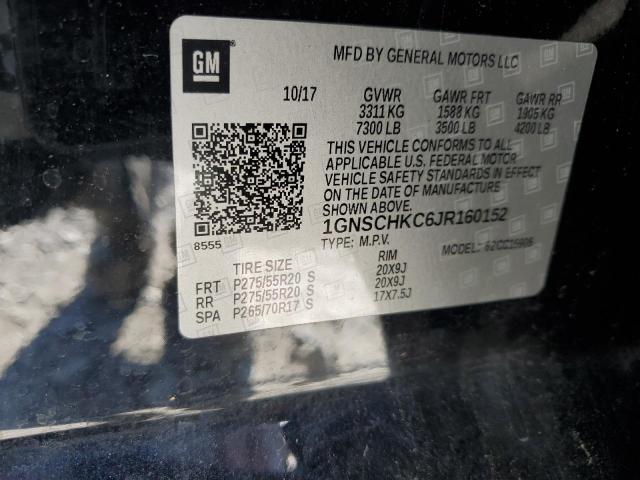 GM
MFD BY GENERAL MOTORS LLC
10/17 GVWR GAWR FRT GAWR RR
3311 KG 1588 KG 1905 KG
7300 LB 3500 LB 4200 LB
THIS VEHICLE CONFORMS TO ALL
APPLICABLE U.S. FEDERAL MOTOR
VEHICLE SAFETY STANDARDS IN EFFECT
ON THE DATE OF MANUFACTURE
SHOWN ABOVE.
1GNSCHKC6JR160152
8555 TYPE: M.P.V. MODEL:
TIRE SIZE RIM
FRT P275/55R20 S 20X9J
RR P275/55R20 S 20X9J
SPA P265/70R17 S 17X7.5J